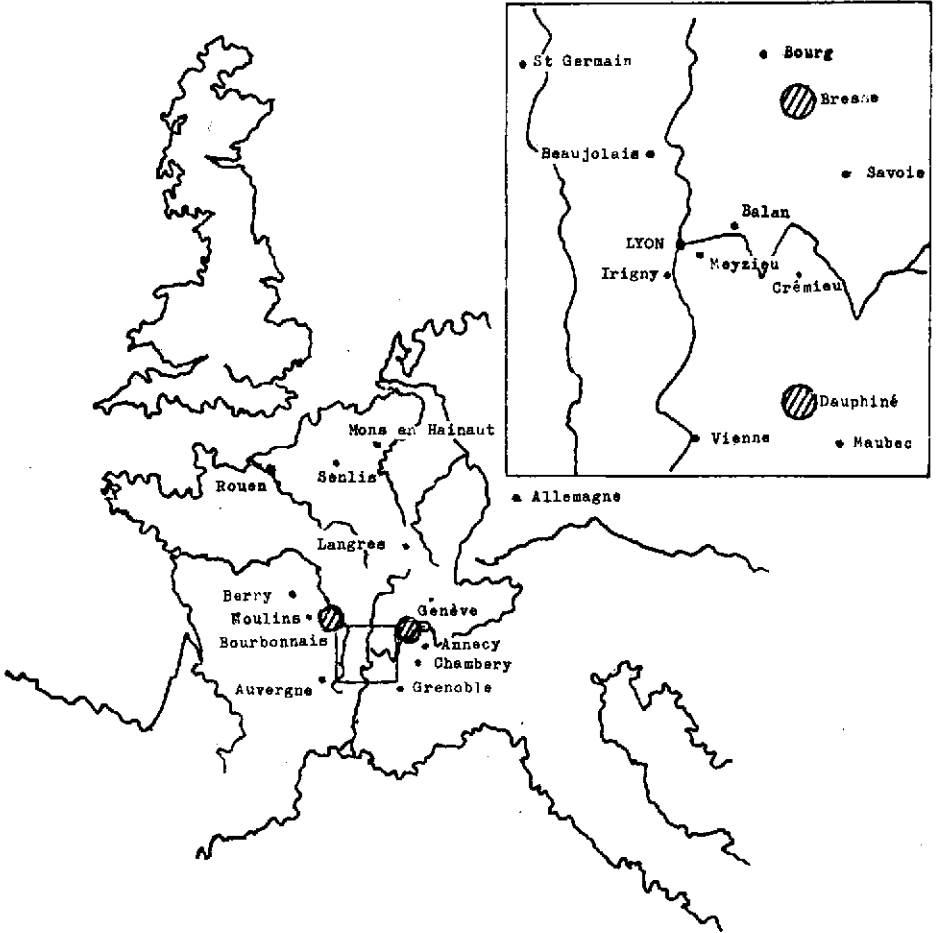 St Germain
Bourg
Bresse
Beaujolais
Savoie
Balan
LYON
Meyzieu
Irigny
Crémieu
Dauphiné
Vienne
Maubec
Mons en Hainaut
Rouen
Senlis
Allemagne
Langres
Berry
Genève
Moulins
Bourbonnais
Annecy
Chambery
Auvergne
Grenoble